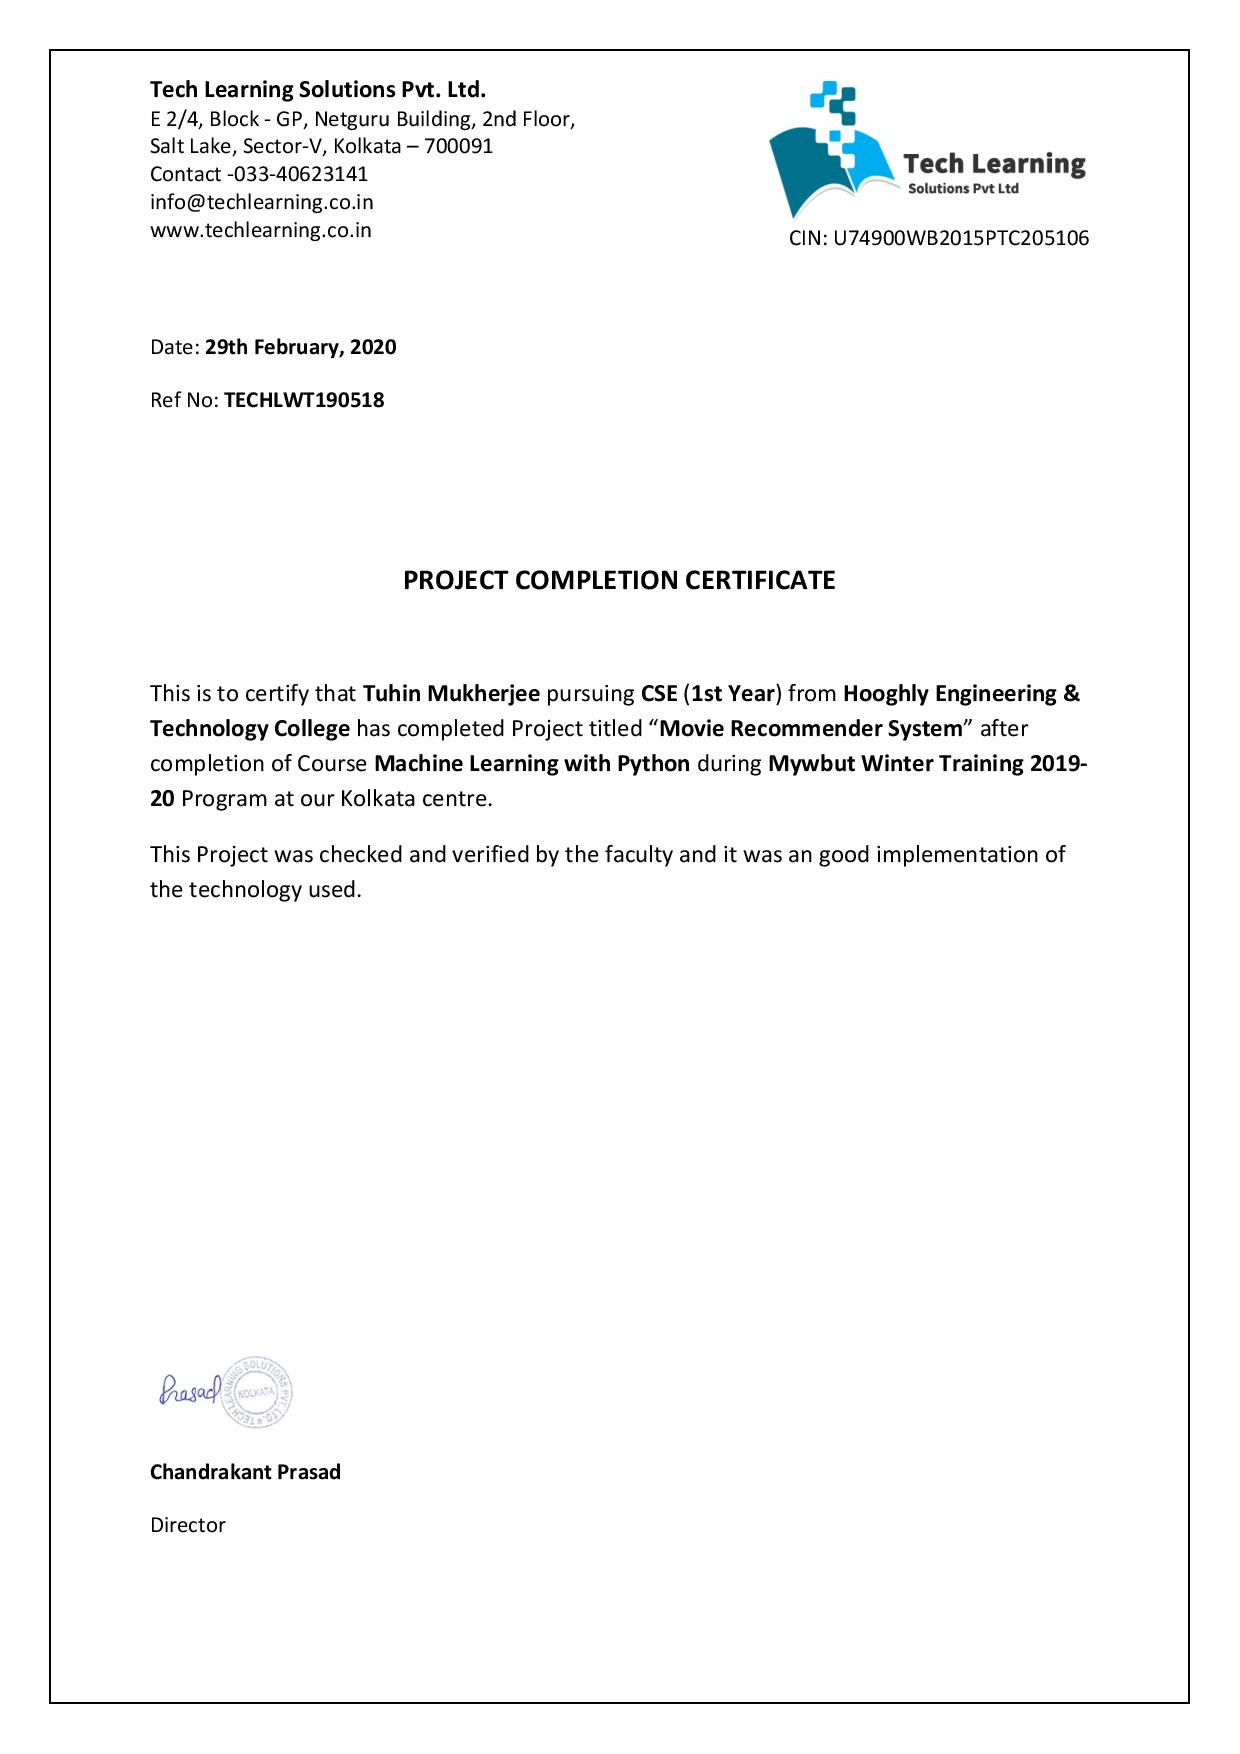 Tech Learning Solutions Pvt. Ltd.
E 2/4, Block - GP, Netguru Building, 2nd Floor,
Salt Lake, Sector-V, Kolkata – 700091
Contact -033-40623141
info@techlearning.co.in
www.techlearning.co.in
Tech Learning
Solutions Pvt Ltd
CIN: U74900WB2015PTC205106
Date: 29th February, 2020
Ref No: TECHLWT190518
PROJECT COMPLETION CERTIFICATE
This is to certify that Tuhin Mukherjee pursuing CSE (1st Year) from Hooghly Engineering &
Technology College has completed Project titled “Movie Recommender System” after
completion of Course Machine Learning with Python during Mywbut Winter Training 2019-
20 Program at our Kolkata centre.
This Project was checked and verified by the faculty and it was an good implementation of
the technology used.
Prasad
TECH LEARNING SOLUTIONS PVT. LTD. *
KOLKATA
Chandrakant Prasad
Director